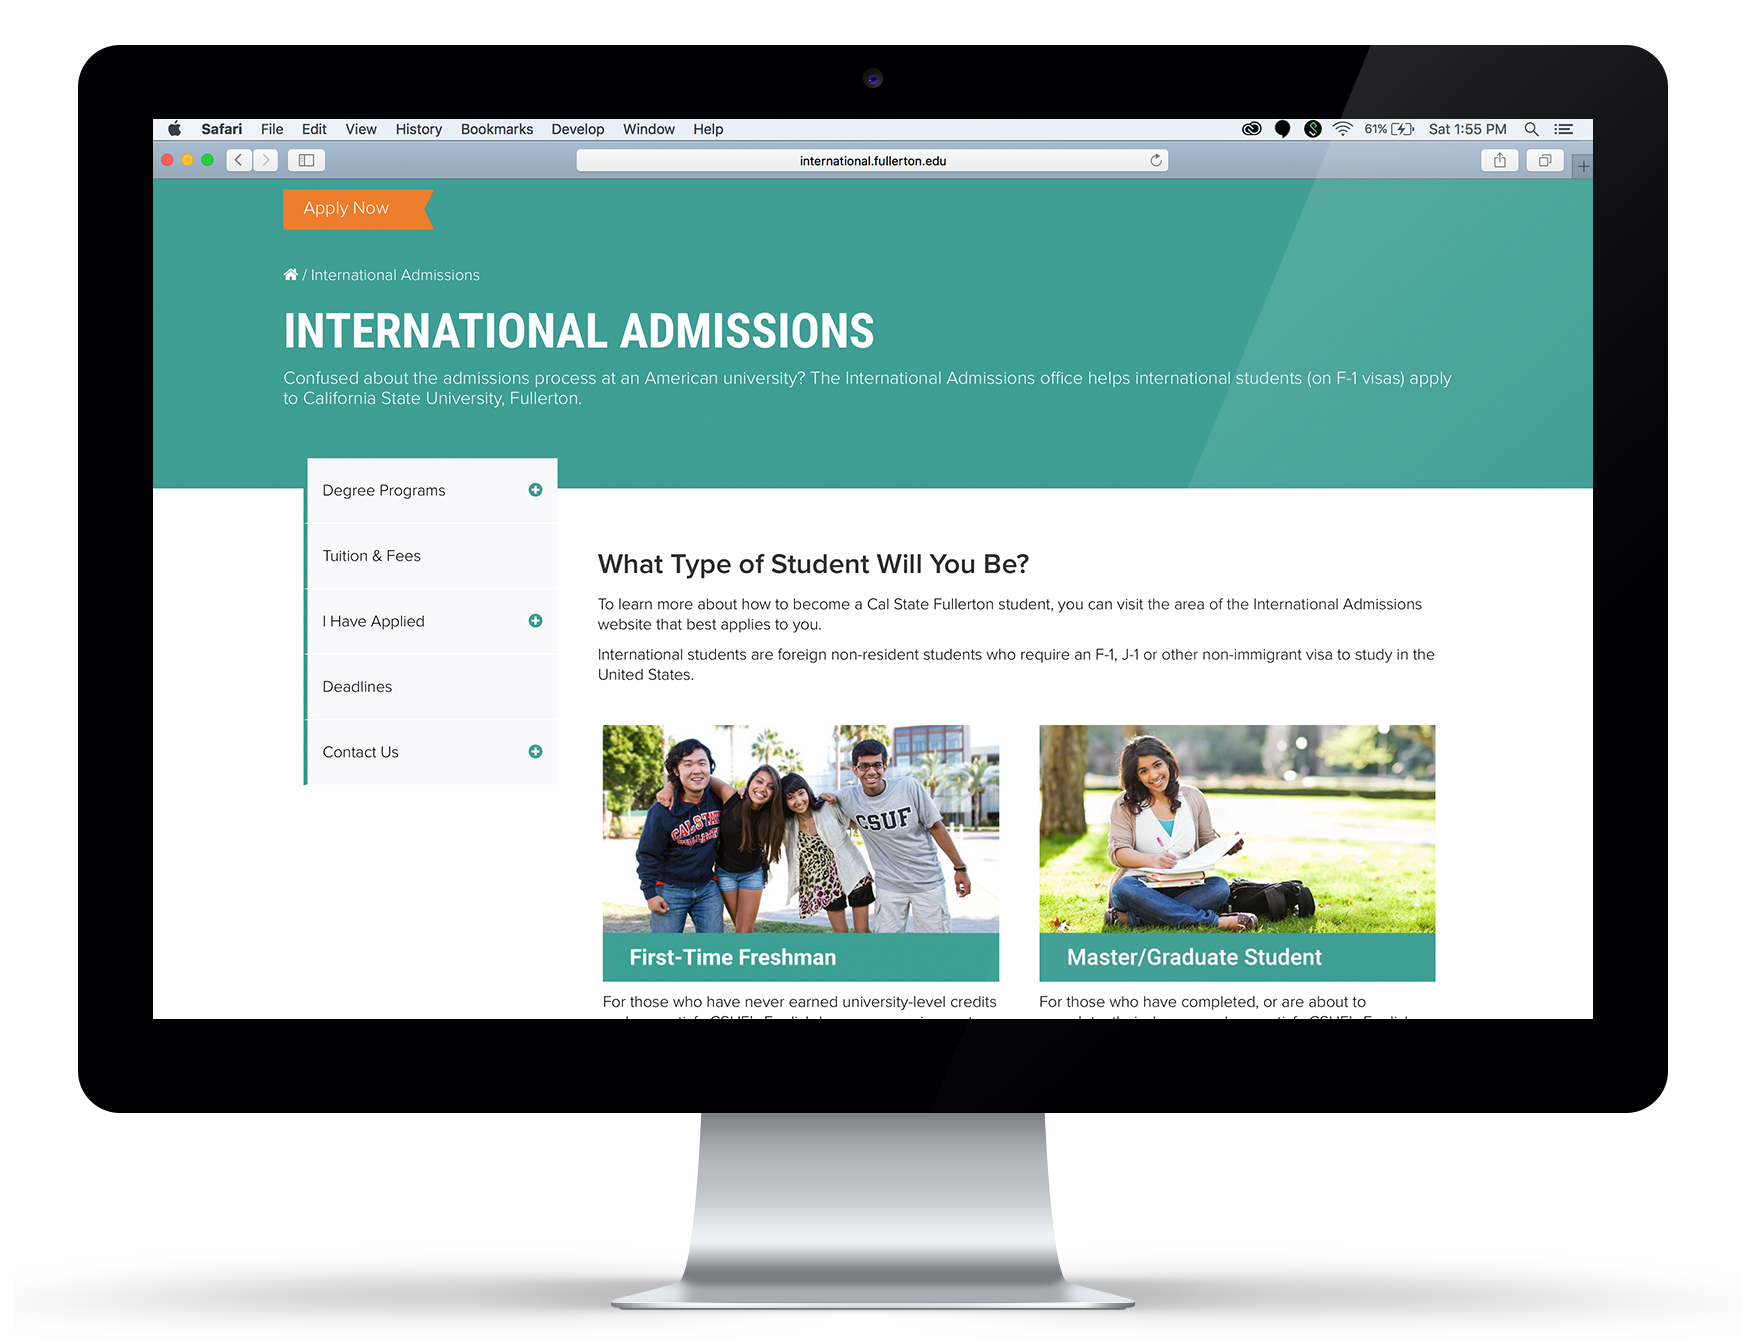 Safari File Edit View History Bookmarks Develop Window Help
61% Sat 1:55 PM
international.fullerton.edu
Apply Now
/ International Admissions
INTERNATIONAL ADMISSIONS
Confused about the admissions process at an American university? The International Admissions office helps international students (on F-1 visas) apply
to California State University, Fullerton.
Degree Programs
Tuition & Fees
I Have Applied
Deadlines
Contact Us
What Type of Student Will You Be?
To learn more about how to become a Cal State Fullerton student, you can visit the area of the International Admissions
website that best applies to you.
International students are foreign non-resident students who require an F-1, J-1 or other non-immigrant visa to study in the
United States.
CAL STATE
CSUF
First-Time Freshman
For those who have never earned university-level credits
Master/Graduate Student
For those who have completed, or are about to